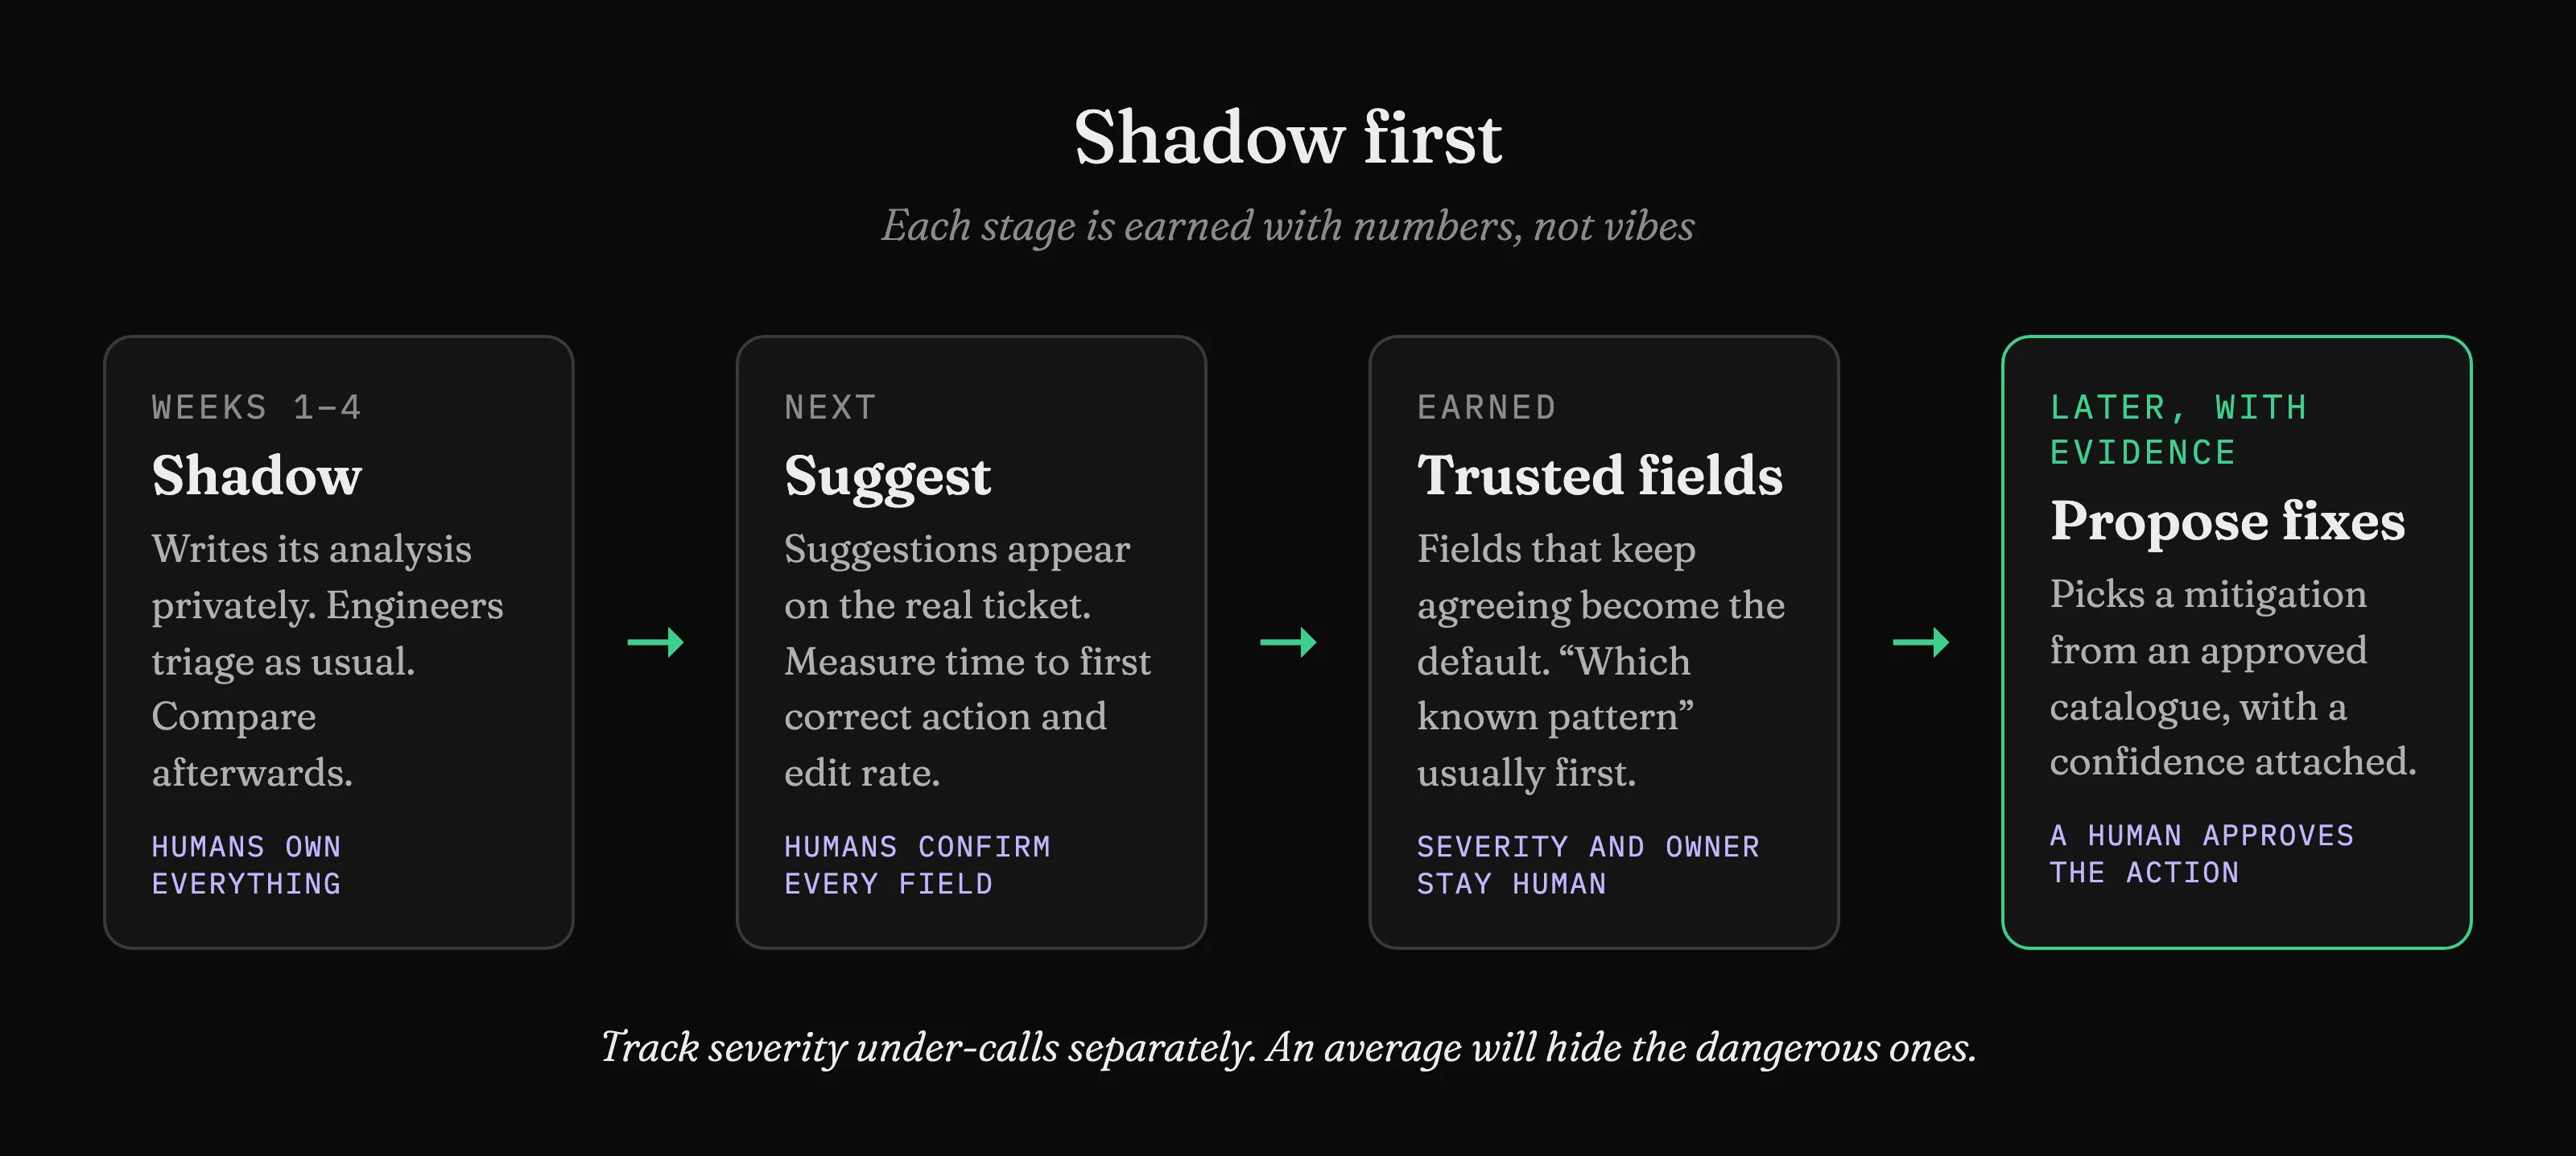 Shadow first
Each stage is earned with numbers, not vibes
WEEKS 1–4
Shadow
Writes its analysis
privately. Engineers
triage as usual.
Compare
afterwards.
HUMANS OWN
EVERYTHING
NEXT
Suggest
Suggestions appear
on the real ticket.
Measure time to first
correct action and
edit rate.
HUMANS CONFIRM
EVERY FIELD
EARNED
Trusted fields
Fields that keep
agreeing become the
default. “Which
known pattern”
usually first.
SEVERITY AND OWNER
STAY HUMAN
LATER, WITH
EVIDENCE
Propose fixes
Picks a mitigation
from an approved
catalogue, with a
confidence attached.
A HUMAN APPROVES
THE ACTION
Track severity under-calls separately. An average will hide the dangerous ones.